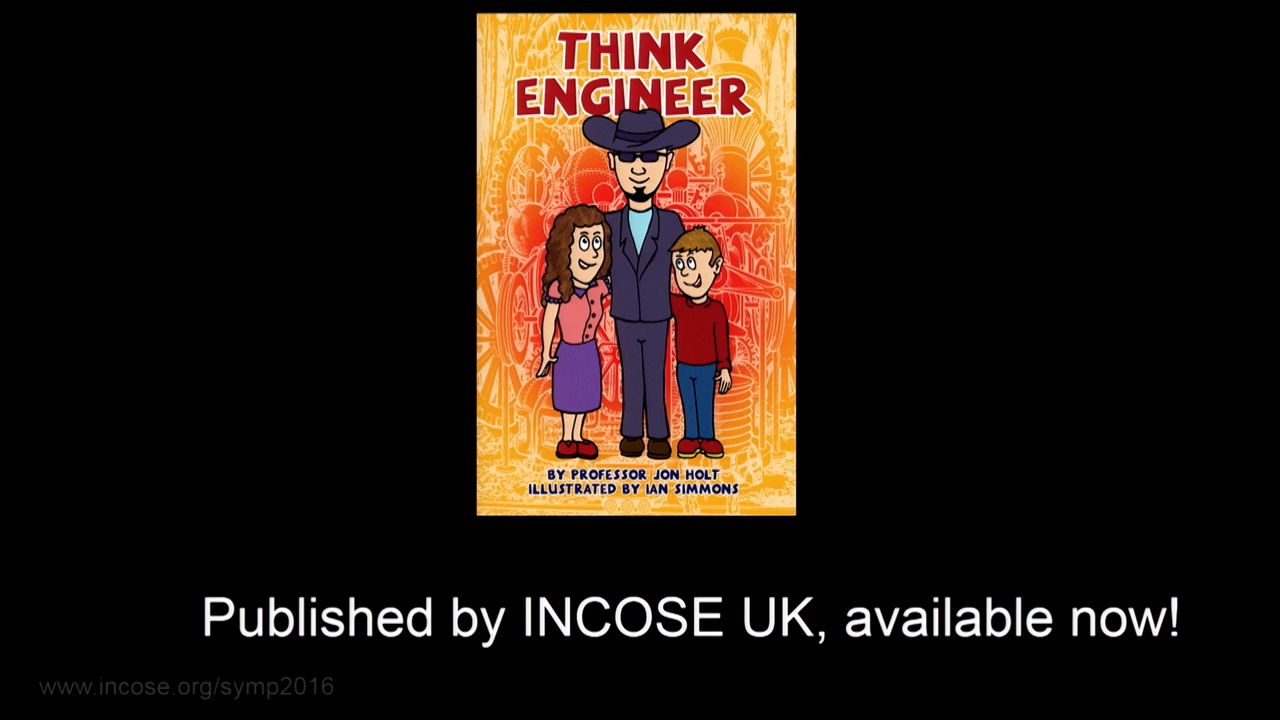 THINK
ENGINEER
BY PROFESSOR JON HOLT
ILLUSTRATED BY IAN SIMMONS
Published by INCOSE UK, available now!
www.incose.org/symp2016